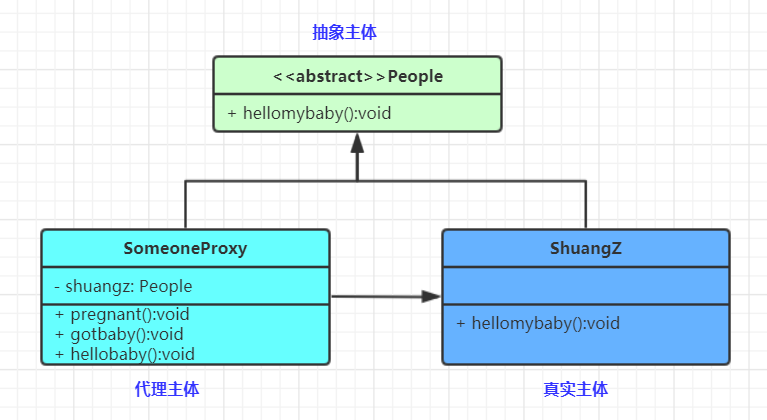 抽象主体
<<abstract>>People
+ hellomybaby():void
SomeoneProxy
- shuangz: People
+ pregnant():void
+ gotbaby():void
+ hellobaby():void
代理主体
ShuangZ
+ hellomybaby():void
真实主体